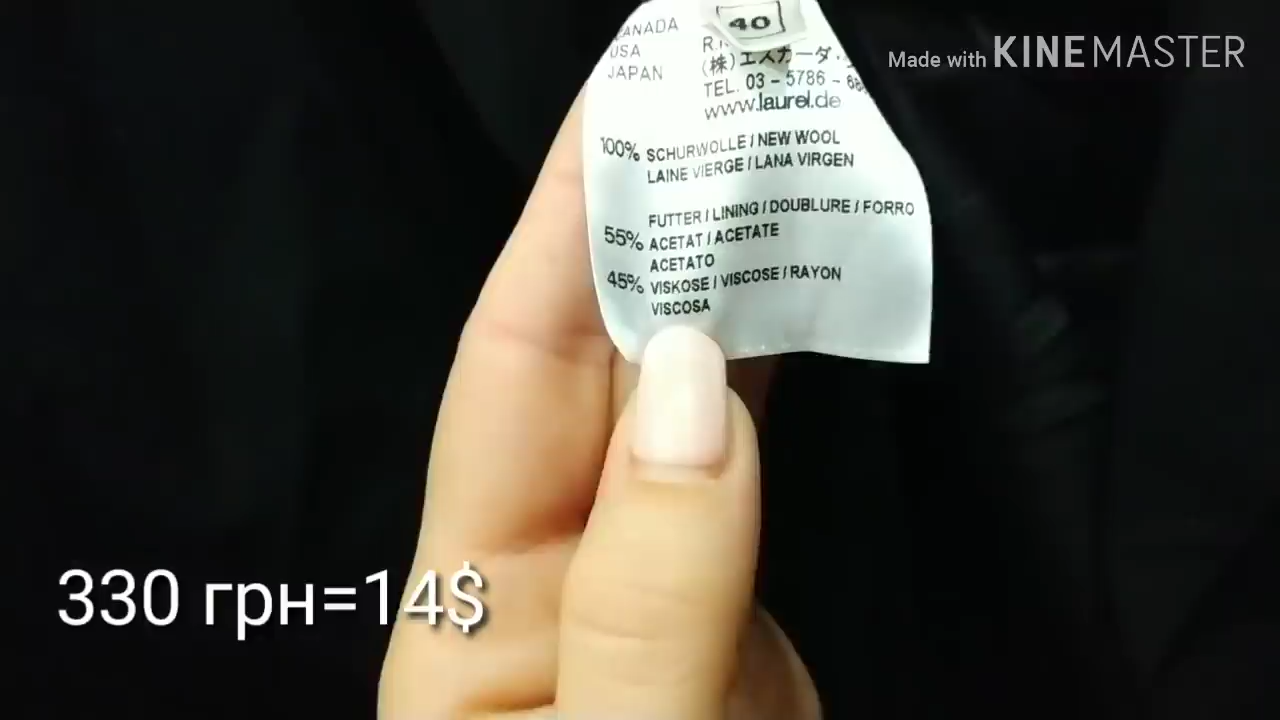 40
Made with KINEMASTER
CANADA
USA
JAPAN
(株) エスカーダ・
TEL. 03 - 5786 -
www.laurel.de
100% SCHURWOLLE / NEW WOOL
LAINE VIERGE / LANA VIRGEN
FUTTER / LINING / DOUBLURE / FORRO
55% ACETAT / ACETATE
ACETATO
45% VISKOSE / VISCOSE / RAYON
VISCOSA
330 грн=14$